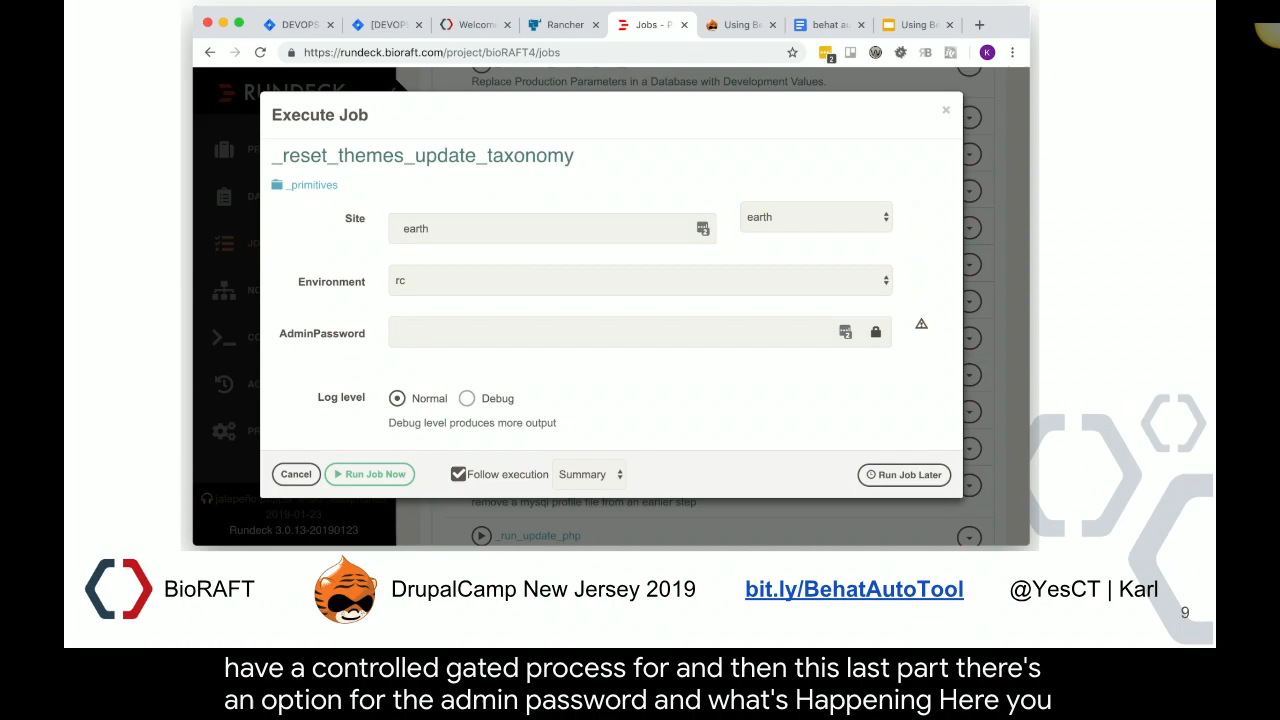 DEVOPS
[DEVOPS
Welcom
Rancher
Jobs - P
Using Be
behat au
Using Be
https://rundeck.bioraft.com/project/bioRAFT4/jobs
2
K
RUNDECK
Replace Production Parameters in a Database with Development Values.
Execute Job
_reset_themes_update_taxonomy
_primitives
Site
earth
earth
Environment
rc
AdminPassword
Log level
Normal
Debug
Debug level produces more output
Cancel
Run Job Now
Follow execution
Summary
Run Job Later
remove a mysql profile file from an earlier step
2019-01-23
Rundeck 3.0.13-20190123
_run_update_php
BioRAFT
DrupalCamp New Jersey 2019
bit.ly/BehatAutoTool
@YesCT | Karl
9
have a controlled gated process for and then this last part there's
an option for the admin password and what's Happening Here you